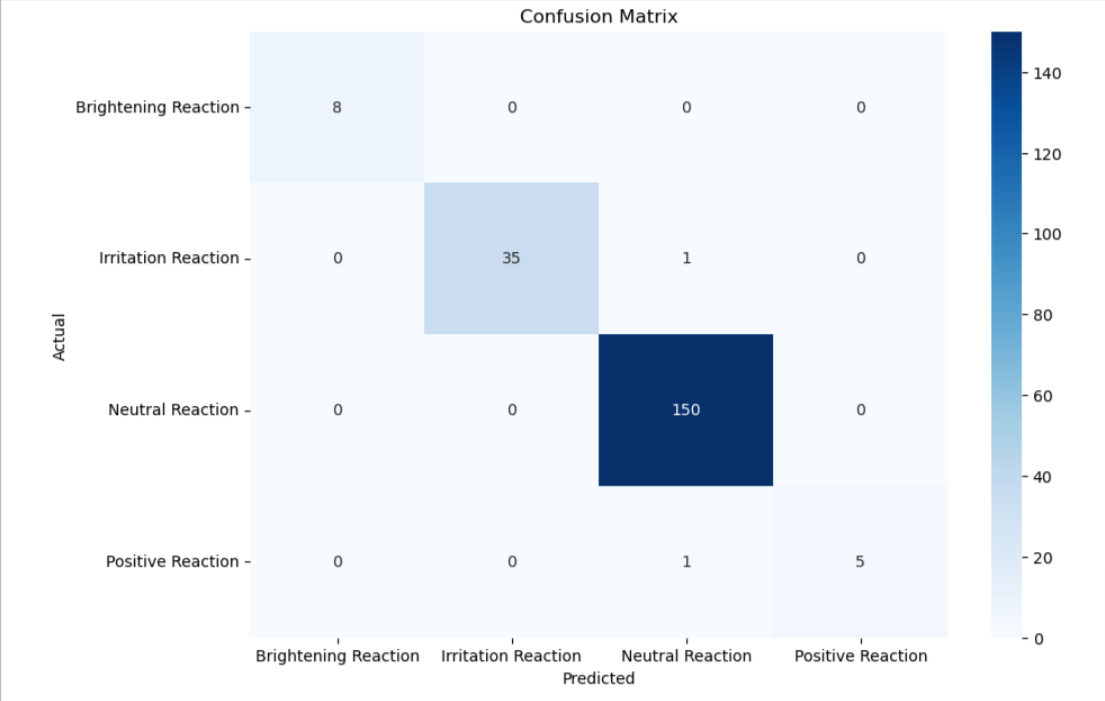 Confusion Matrix
Brightening Reaction 8 0 0 0
Irritation Reaction 0 35 1 0
Neutral Reaction 0 0 150 0
Positive Reaction 0 0 1 5
Actual
Brightening Reaction Irritation Reaction Neutral Reaction Positive Reaction
Predicted
140
120
100
80
60
40
20
0